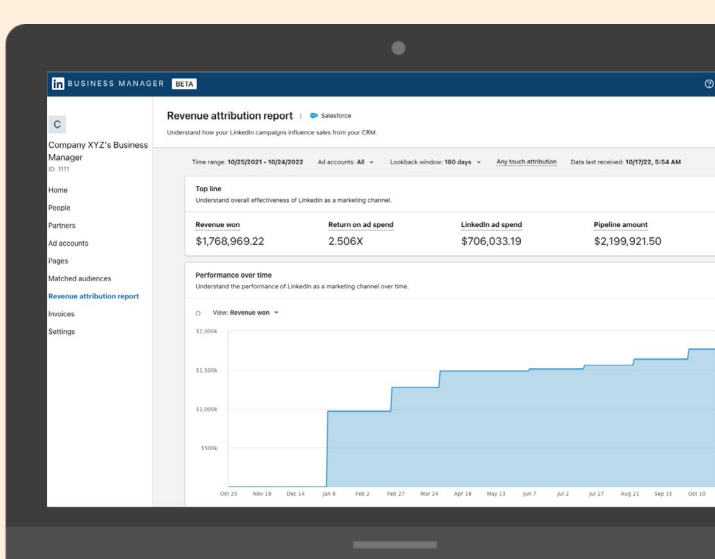 in BUSINESS MANAGER BETA
C
Company XYZ's Business
Manager
ID: 1111
Home
People
Partners
Ad accounts
Pages
Matched audiences
Revenue attribution report
Invoices
Settings
Revenue attribution report | Salesforce
Understand how your LinkedIn campaigns influence sales from your CRM.
Time range: 10/25/2021 - 10/24/2022 Ad accounts: All Lookback window: 180 days Any touch attribution Data last received: 10/17/22, 5:54 AM
Top line
Understand overall effectiveness of LinkedIn as a marketing channel.
Revenue won Return on ad spend LinkedIn ad spend Pipeline amount
$1,768,969.22 2.506X $706,033.19 $2,199,921.50
Performance over time
Understand the performance of LinkedIn as a marketing channel over time.
View: Revenue won
$2,000k
$1,500k
$1,000k
$500k
Oct 25 Nov 19 Dec 14 Jan 8 Feb 2 Feb 27 Mar 24 Apr 18 May 13 Jun 7 Jul 2 Jul 27 Aug 21 Sep 15 Oct 10